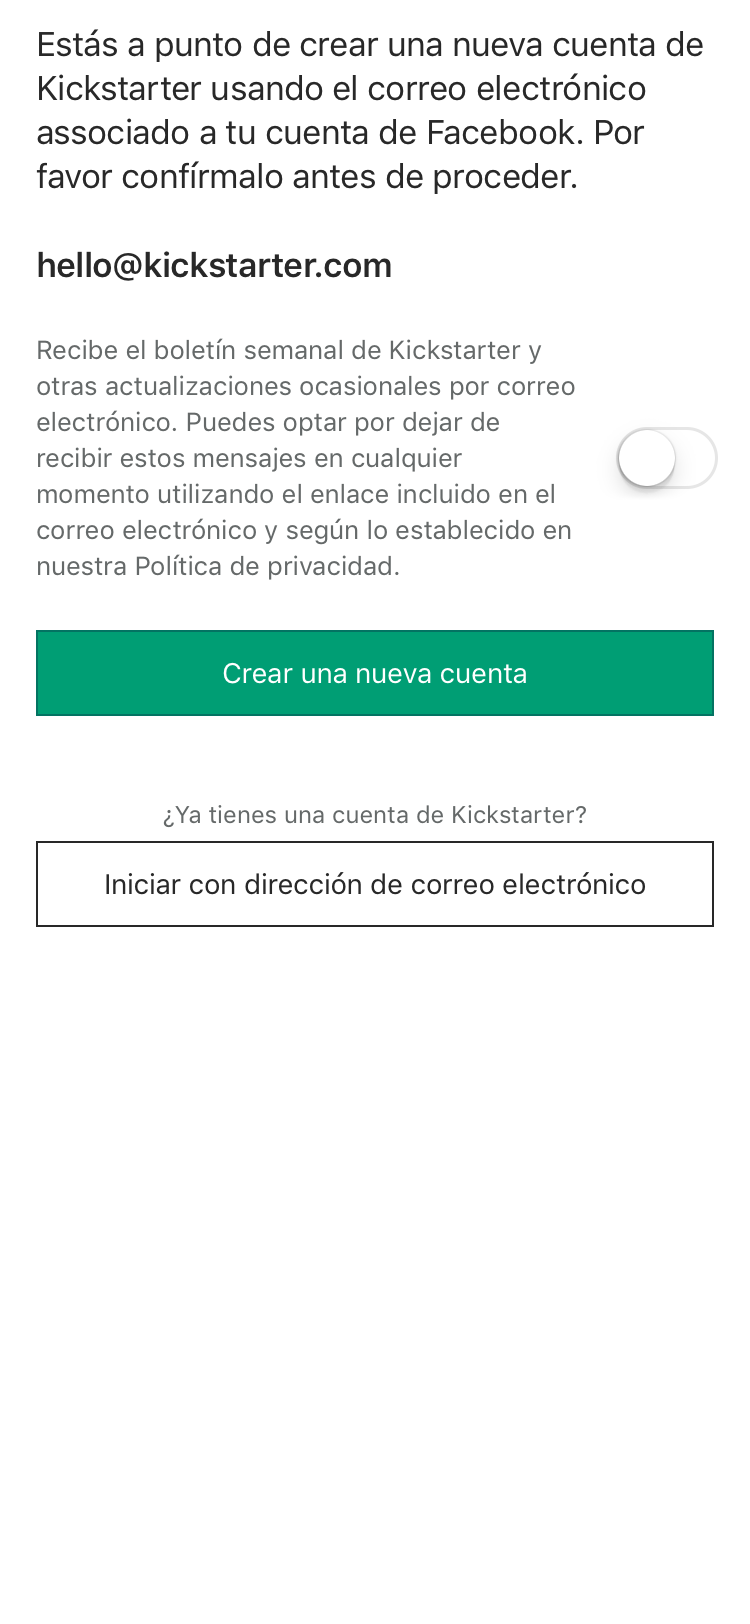 Estás a punto de crear una nueva cuenta de
Kickstarter usando el correo electrónico
associado a tu cuenta de Facebook. Por
favor confírmalo antes de proceder.
hello@kickstarter.com
Recibe el boletín semanal de Kickstarter y
otras actualizaciones ocasionales por correo
electrónico. Puedes optar por dejar de
recibir estos mensajes en cualquier
momento utilizando el enlace incluido en el
correo electrónico y según lo establecido en
nuestra Política de privacidad.
Crear una nueva cuenta
¿Ya tienes una cuenta de Kickstarter?
Iniciar con dirección de correo electrónico